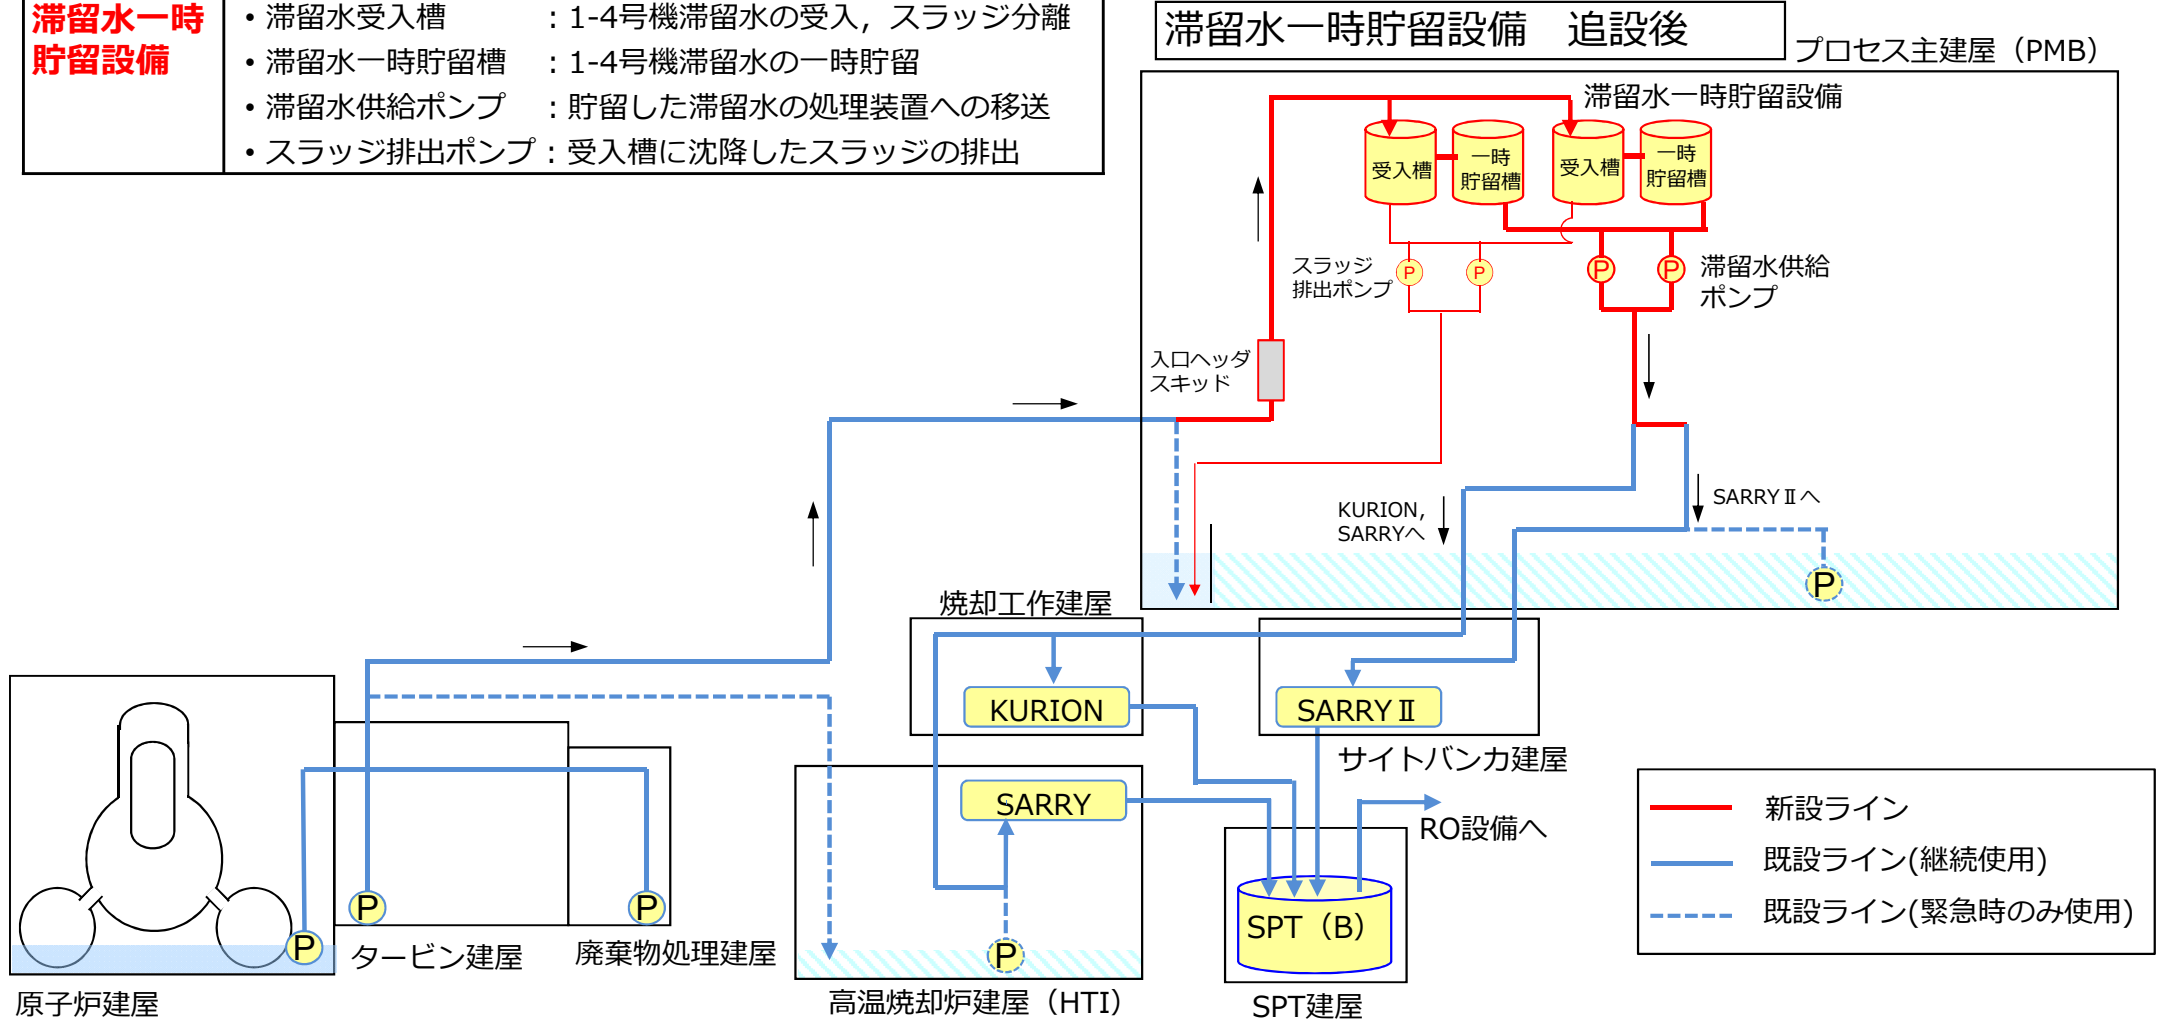 滞留水一時
貯留設備
・滞留水受入槽 :1-4号機滞留水の受入，スラッジ分離
・滞留水一時貯留槽 :1-4号機滞留水の一時貯留
・滞留水供給ポンプ :貯留した滞留水の処理装置への移送
・スラッジ排出ポンプ:受入槽に沈降したスラッジの排出
滞留水一時貯留設備 追設後
プロセス主建屋（PMB）
滞留水一時貯留設備
受入槽
一時
貯留槽
受入槽
一時
貯留槽
スラッジ
排出ポンプ
P
P
P
P
滞留水供給
ポンプ
入口ヘッダ
スキッド
KURION,
SARRYへ
SARRYⅡへ
P
焼却工作建屋
KURION
SARRYⅡ
サイトバンカ建屋
SARRY
RO設備へ
SPT（B）
P
P
P
P
タービン建屋
廃棄物処理建屋
原子炉建屋
高温焼却炉建屋（HTI）
SPT建屋
新設ライン
既設ライン(継続使用)
既設ライン(緊急時のみ使用)